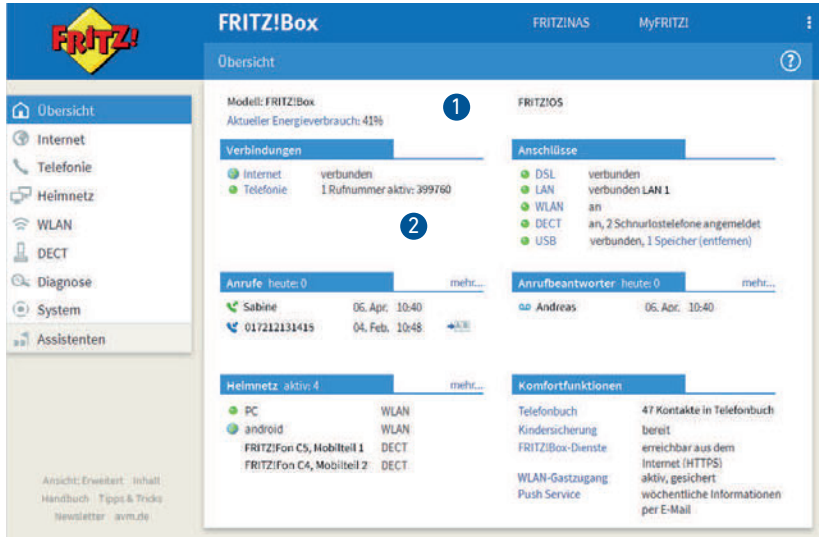 FRITZ!
FRITZ!Box
FRITZ!NAS
MyFRITZ!
Übersicht
?
Übersicht
Internet
Telefonie
Heimnetz
WLAN
DECT
Diagnose
System
Assistenten
Ansicht: Erweitert Inhalt
Handbuch Tipps & Tricks
Newsletter avm.de
Modell: FRITZ!Box
1
FRITZ!OS
Aktueller Energieverbrauch: 41%
Verbindungen
Internet verbunden
Telefonie 1 Rufnummer aktiv: 399760
2
Anschlüsse
DSL verbunden
LAN verbunden LAN 1
WLAN an
DECT an, 2 Schnurlostelefone angemeldet
USB verbunden, 1 Speicher (entfernen)
Anrufe heute: 0 mehr...
Sabine 06. Apr. 10:40
017212131415 04. Feb. 10:48
Anrufbeantworter heute: 0 mehr...
Andreas 06. Apr. 10:40
Heimnetz aktiv: 4 mehr...
PC WLAN
android WLAN
FRITZ!Fon C5, Mobilteil 1 DECT
FRITZ!Fon C4, Mobilteil 2 DECT
Komfortfunktionen
Telefonbuch 47 Kontakte in Telefonbuch
Kindersicherung bereit
FRITZ!Box-Dienste erreichbar aus dem
Internet (HTTPS)
WLAN-Gastzugang aktiv, gesichert
Push Service wöchentliche Informationen
per E-Mail